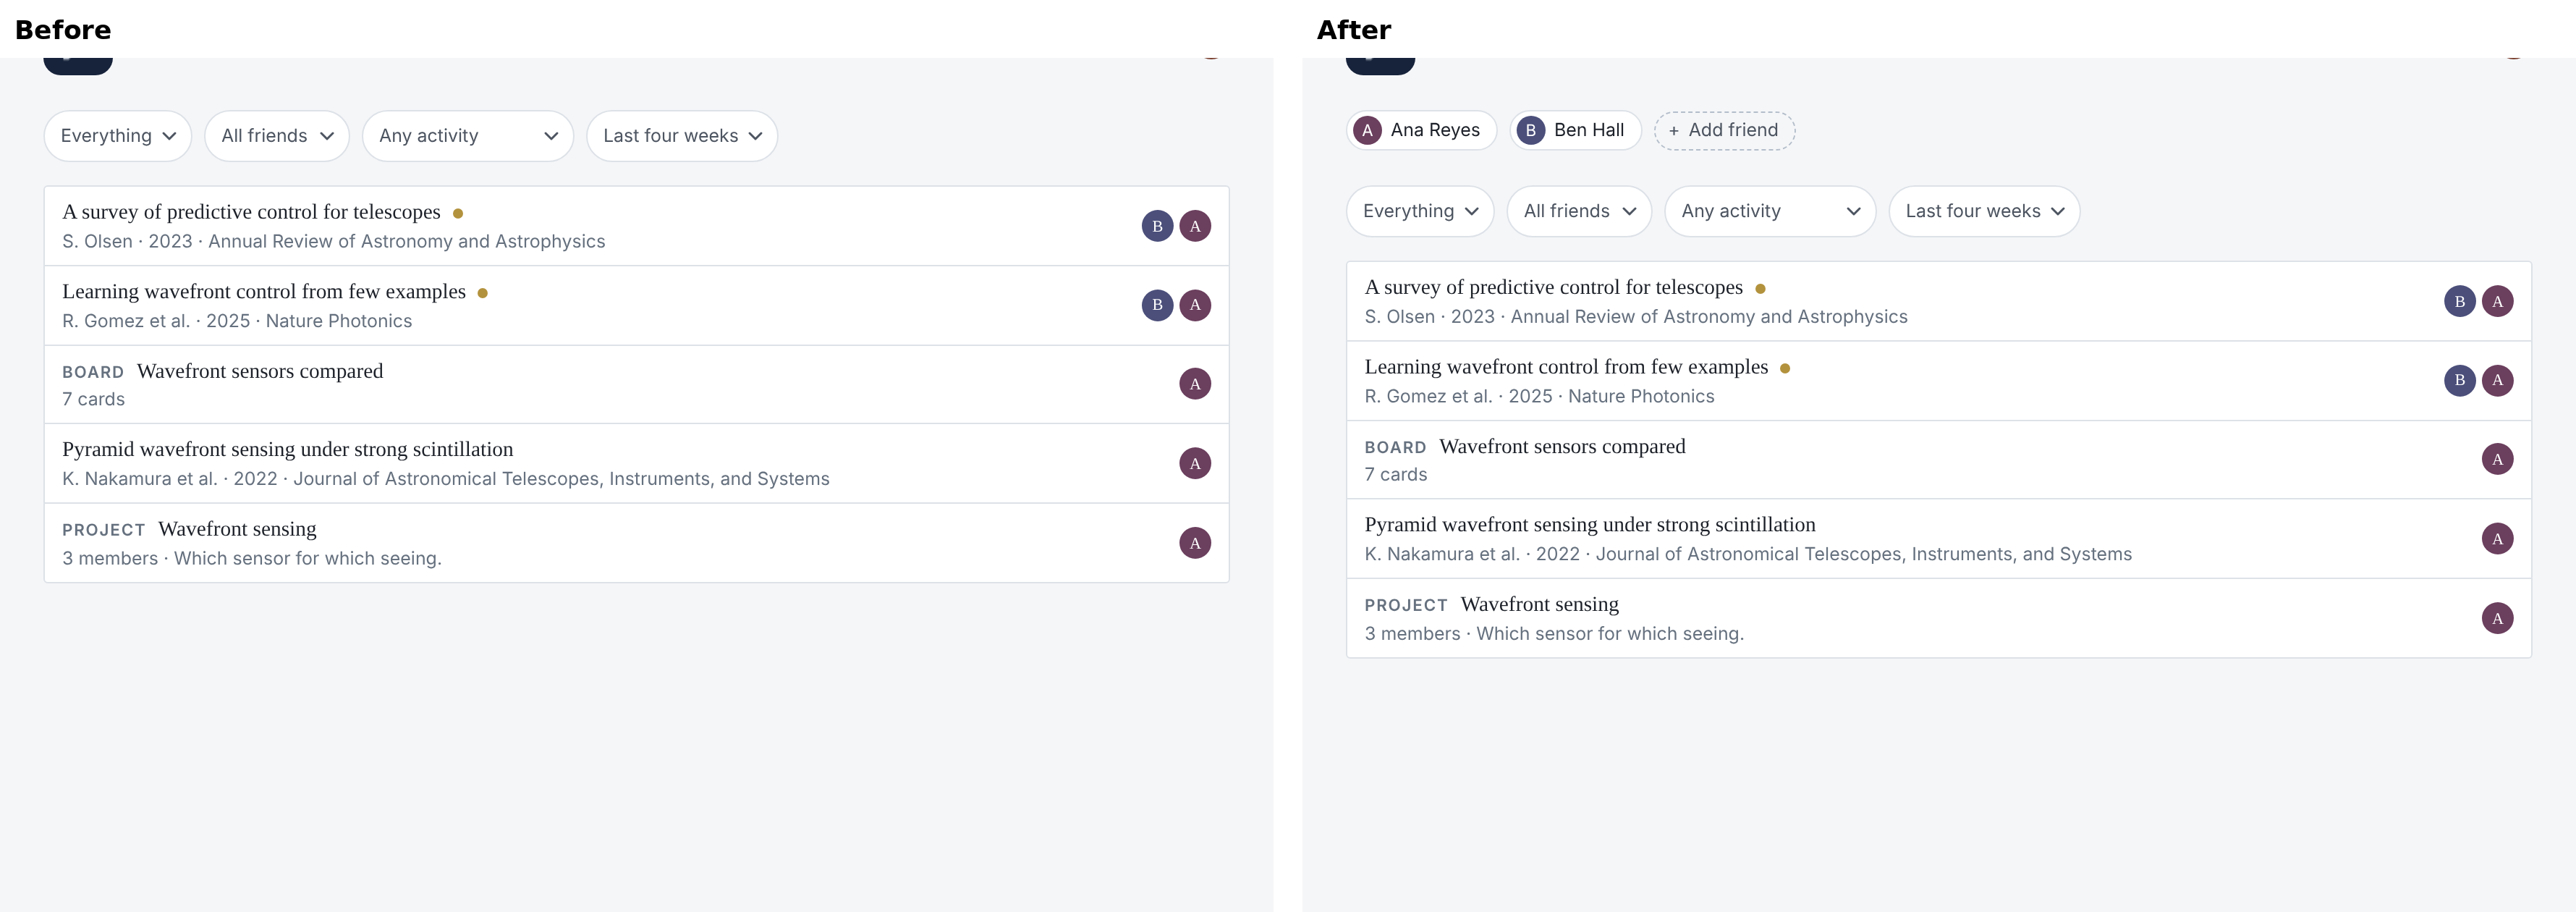 Before
Everything All friends Any activity Last four weeks
A survey of predictive control for telescopes
S. Olsen · 2023 · Annual Review of Astronomy and Astrophysics
B A
Learning wavefront control from few examples
R. Gomez et al. · 2025 · Nature Photonics
B A
BOARD Wavefront sensors compared
7 cards
A
Pyramid wavefront sensing under strong scintillation
K. Nakamura et al. · 2022 · Journal of Astronomical Telescopes, Instruments, and Systems
A
PROJECT Wavefront sensing
3 members · Which sensor for which seeing.
A
After
A Ana Reyes B Ben Hall + Add friend
Everything All friends Any activity Last four weeks
A survey of predictive control for telescopes
S. Olsen · 2023 · Annual Review of Astronomy and Astrophysics
B A
Learning wavefront control from few examples
R. Gomez et al. · 2025 · Nature Photonics
B A
BOARD Wavefront sensors compared
7 cards
A
Pyramid wavefront sensing under strong scintillation
K. Nakamura et al. · 2022 · Journal of Astronomical Telescopes, Instruments, and Systems
A
PROJECT Wavefront sensing
3 members · Which sensor for which seeing.
A